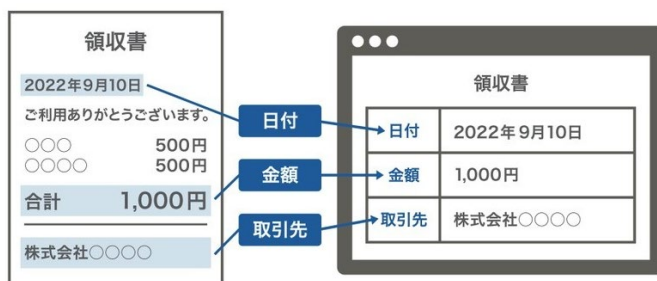 領収書
2022年9月10日
ご利用ありがとうございます。
○○○ 500円
○○○○ 500円
合計 1,000円
株式会社○○○○
日付
金額
取引先
領収書
日付 2022年9月10日
金額 1,000円
取引先 株式会社○○○○